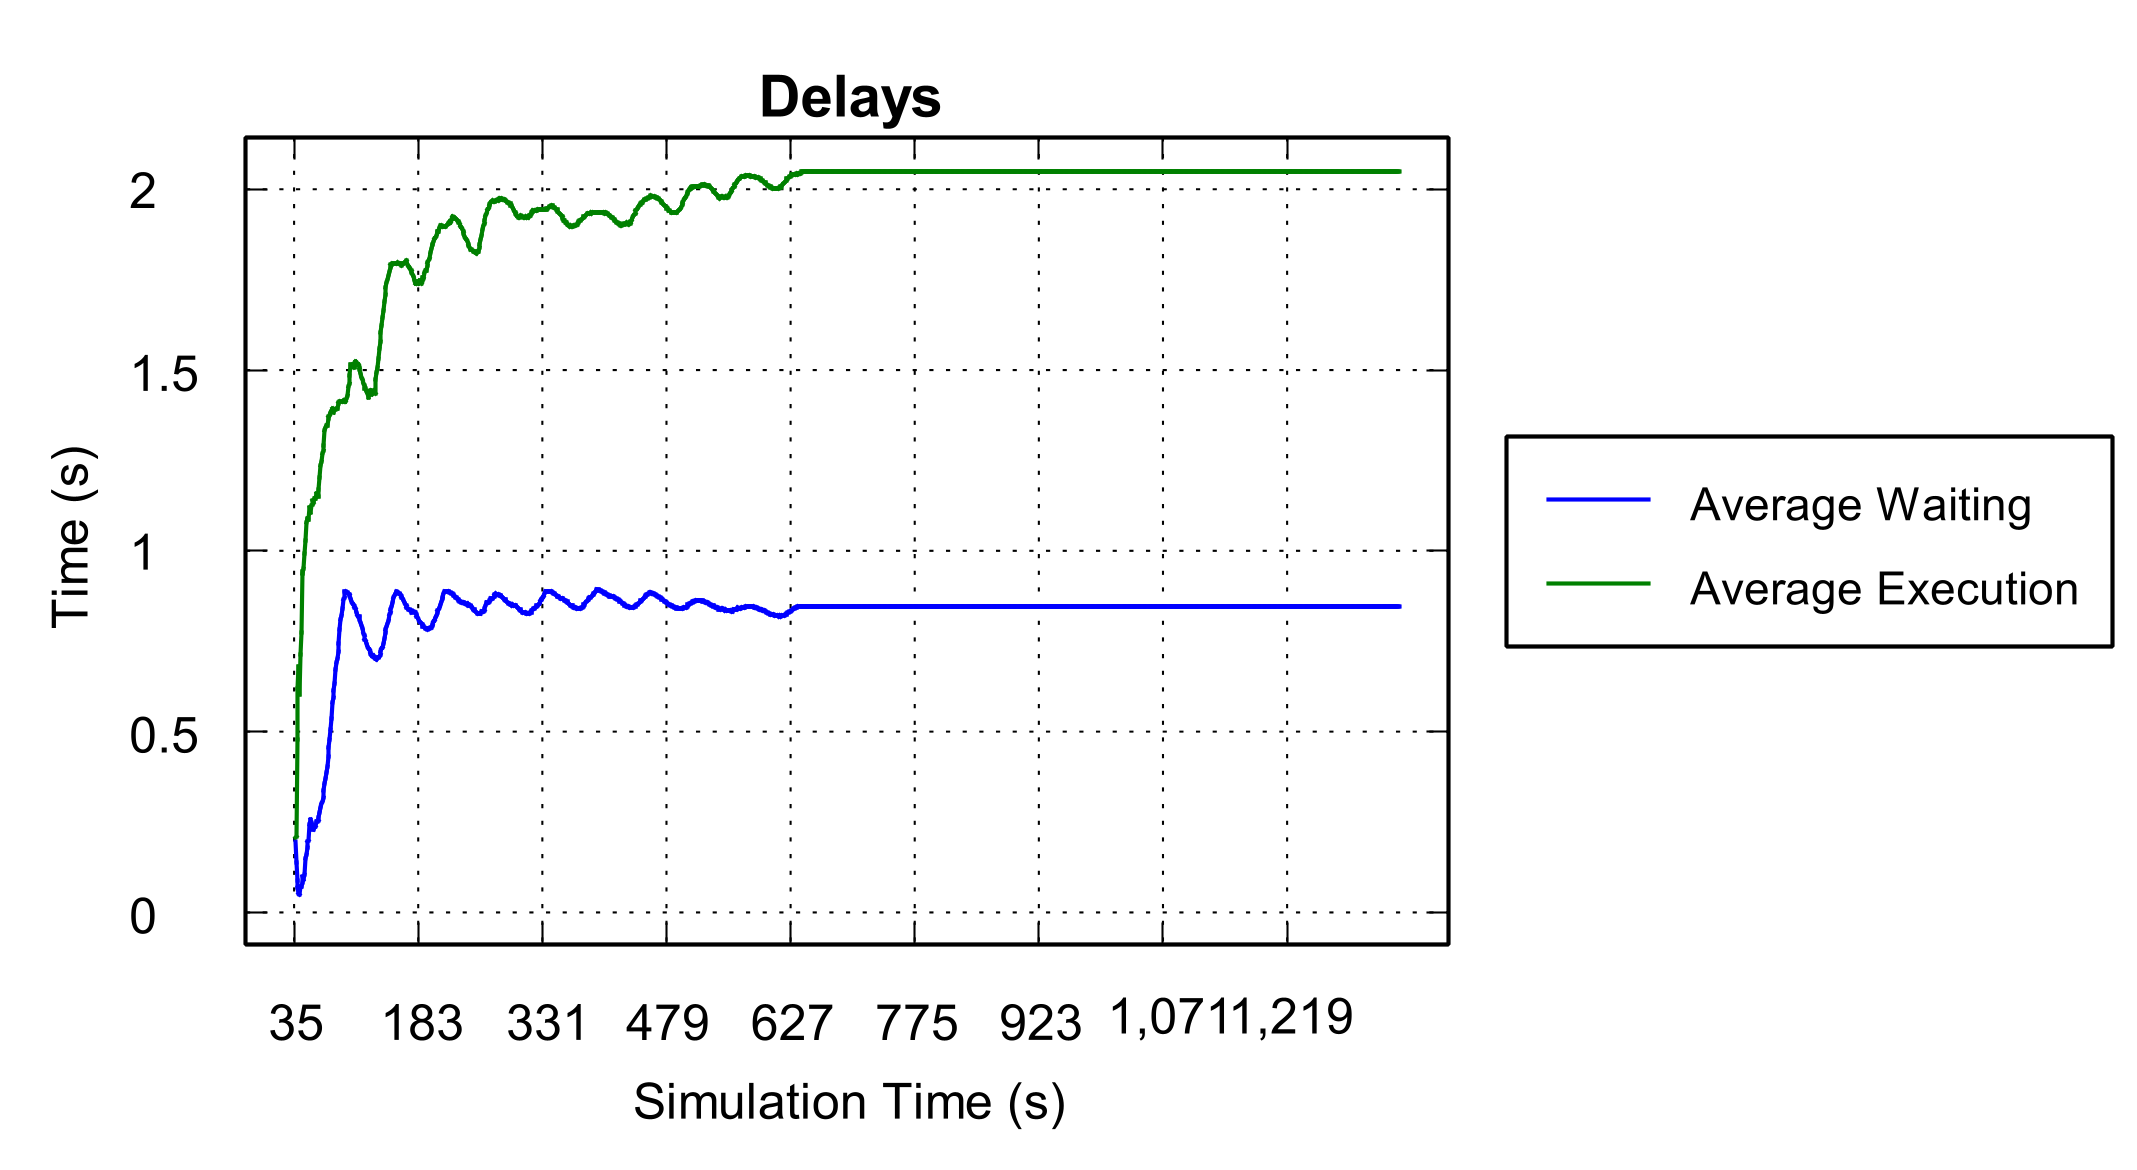 Delays
2
1.5
1
0.5
0
Time (s)
35 183 331 479 627 775 923 1,071 1,219
Simulation Time (s)
Average Waiting
Average Execution